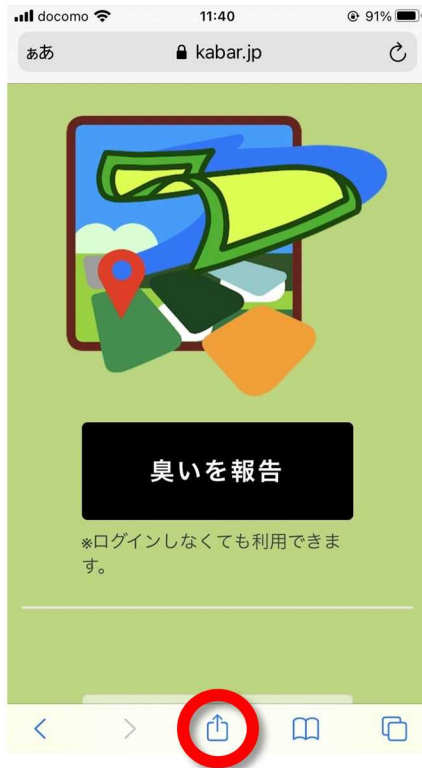 docomo 11:40 91%
ぁあ kabar.jp
臭いを報告
※ログインしなくても利用できま
す。